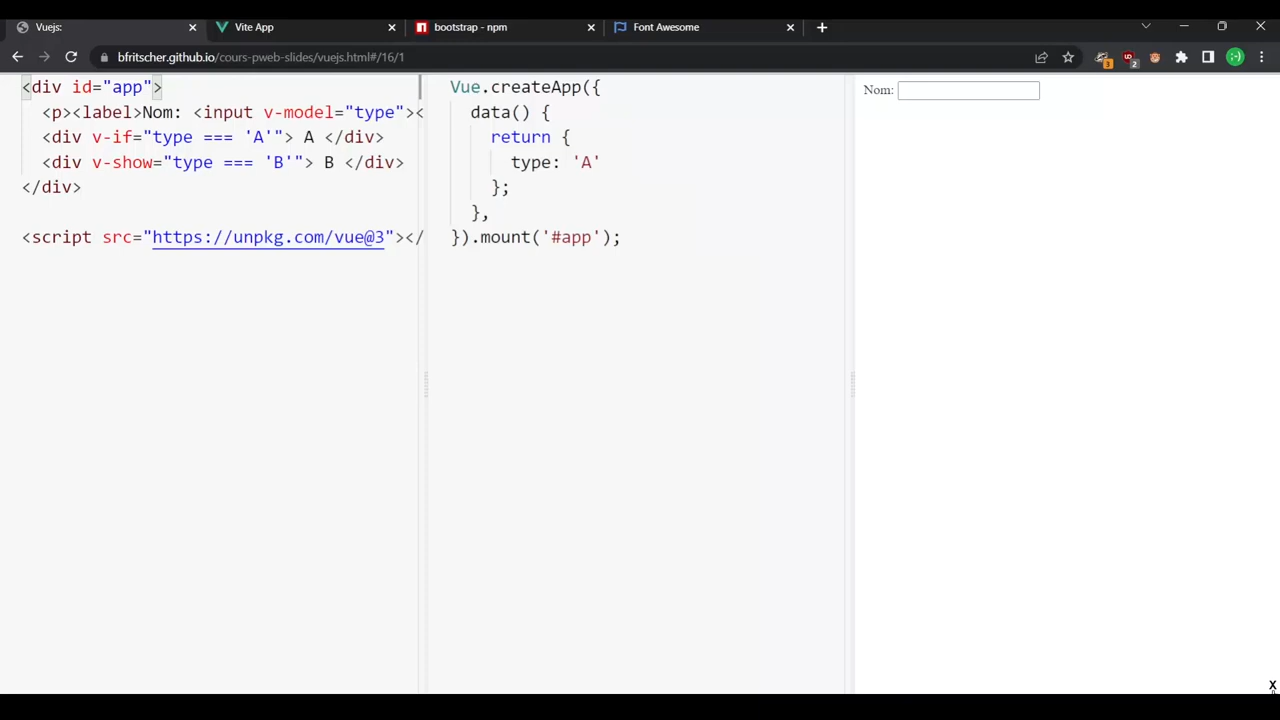 Vuejs:
Vite App
bootstrap - npm
Font Awesome
bfritscher.github.io/cours-pweb-slides/vuejs.html#/16/1
3
2
<div id="app">
<p><label>Nom: <input v-model="type"><
<div v-if="type === 'A'"> A </div>
<div v-show="type === 'B'"> B </div>
</div>
<script src="https://unpkg.com/vue@3"></
Vue.createApp({
data() {
return {
type: 'A'
};
},
}).mount('#app');
Nom:
x